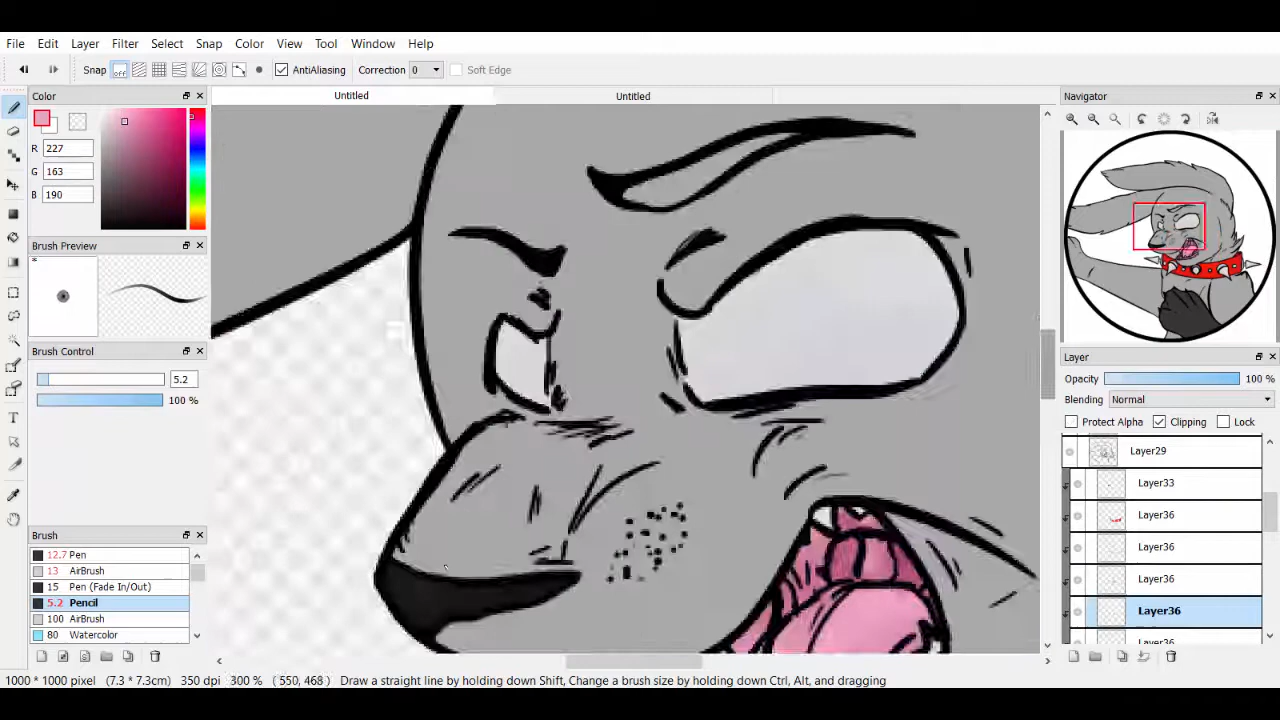 File Edit Layer Filter Select Snap Color View Tool Window Help
Snap off AntiAliasing Correction 0 Soft Edge
Color
Untitled Untitled
Navigator
R 227
G 163
B 190
Brush Preview
Brush Control
5.2
100 %
Layer
Opacity 100 %
Blending Normal
Protect Alpha Clipping Lock
Layer29
Layer33
Layer36
Layer36
Layer36
Layer36
Brush
12.7 Pen
13 AirBrush
15 Pen (Fade In/Out)
5.2 Pencil
100 AirBrush
80 Watercolor
1000 * 1000 pixel (7.3 * 7.3cm) 350 dpi 300 % ( 550, 468 ) Draw a straight line by holding down Shift, Change a brush size by holding down Ctrl, Alt, and dragging